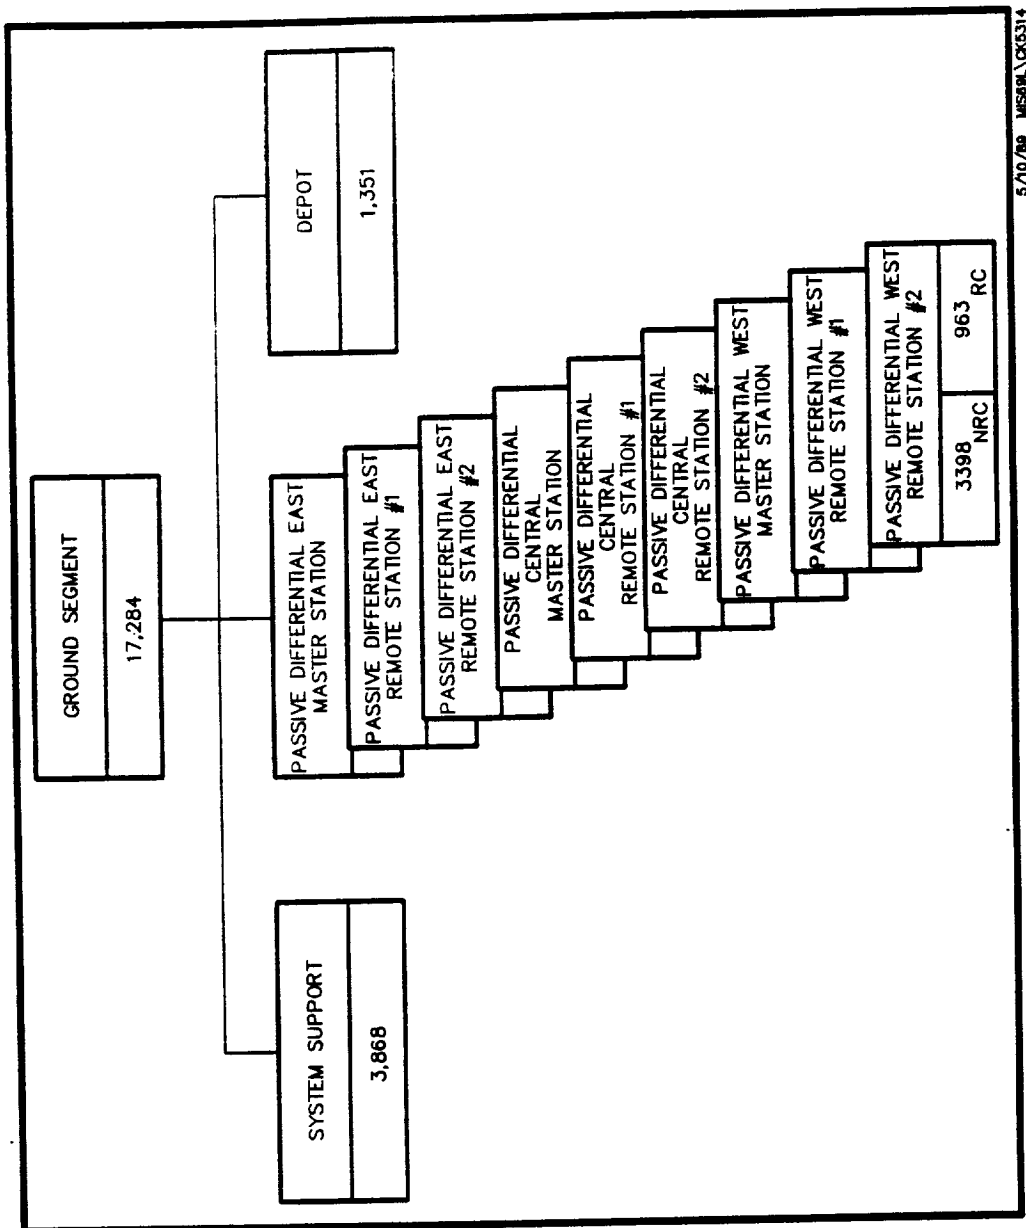 GROUND SEGMENT
17,284
SYSTEM SUPPORT
3,868
PASSIVE DIFFERENTIAL EAST
MASTER STATION
PASSIVE DIFFERENTIAL EAST
REMOTE STATION #1
PASSIVE DIFFERENTIAL EAST
REMOTE STATION #2
PASSIVE DIFFERENTIAL
CENTRAL
MASTER STATION
PASSIVE DIFFERENTIAL
CENTRAL
REMOTE STATION #1
PASSIVE DIFFERENTIAL
CENTRAL
REMOTE STATION #2
PASSIVE DIFFERENTIAL WEST
MASTER STATION
PASSIVE DIFFERENTIAL WEST
REMOTE STATION #1
PASSIVE DIFFERENTIAL WEST
REMOTE STATION #2
3398 NRC
963 RC
DEPOT
1,351
5/10/89